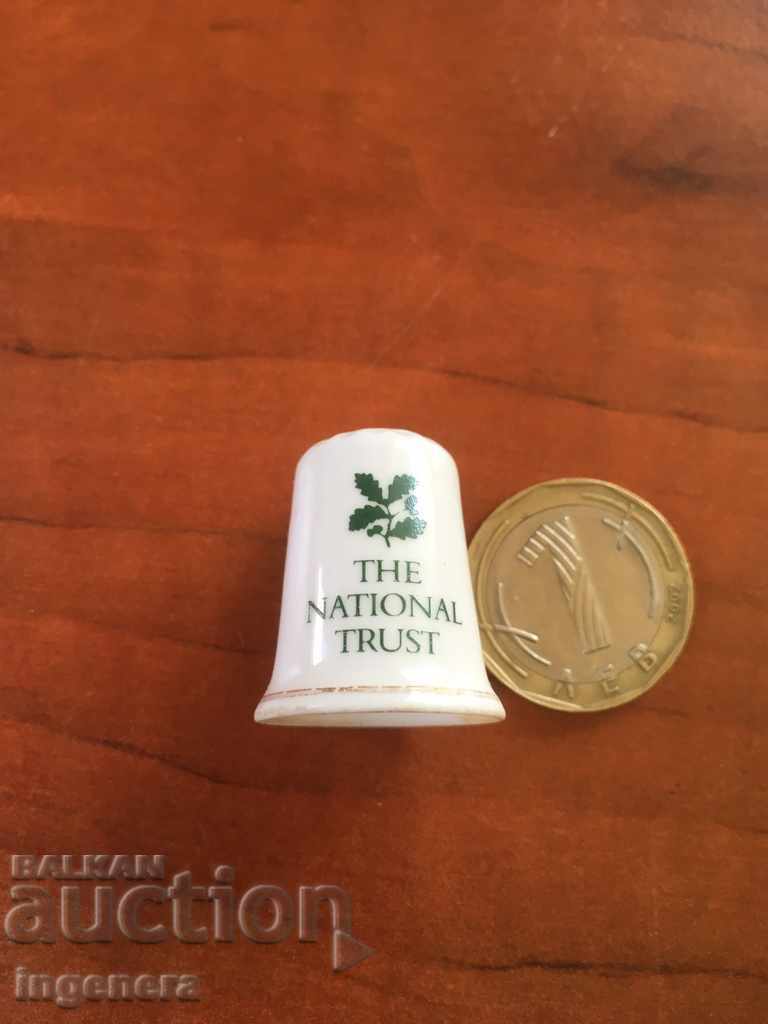 THE
NATIONAL
TRUST
1
ЛЕВ
2002
BALKAN
auction
ingenera